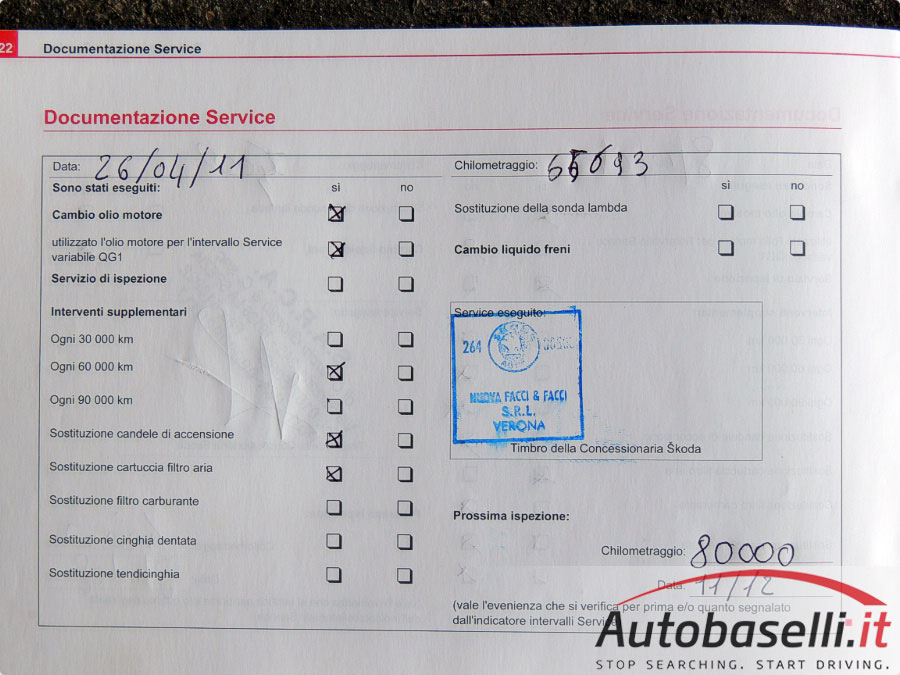 22 Documentazione Service
Documentazione Service
Data: 26/04/11
Chilometraggio:
Sono stati eseguiti: sì no
Cambio olio motore
utilizzato l'olio motore per l'intervallo Service
variabile QG1
Servizio di ispezione
Interventi supplementari
Ogni 30 000 km
Ogni 60 000 km
Ogni 90 000 km
Sostituzione candele di accensione
Sostituzione cartuccia filtro aria
Sostituzione filtro carburante
Sostituzione cinghia dentata
Sostituzione tendicinghia
sì no
Sostituzione della sonda lambda
Cambio liquido freni
Service eseguito:
264
NUOVA FACCI & FACCI
S.R.L.
VERONA
Timbro della Concessionaria Škoda
Prossima ispezione:
Chilometraggio: 80000
Data: 11/12
(vale l'evenienza che si verifica per prima e/o quanto segnalato
dall'indicatore intervalli Service
Autobaselli.it
STOP SEARCHING. START DRIVING.